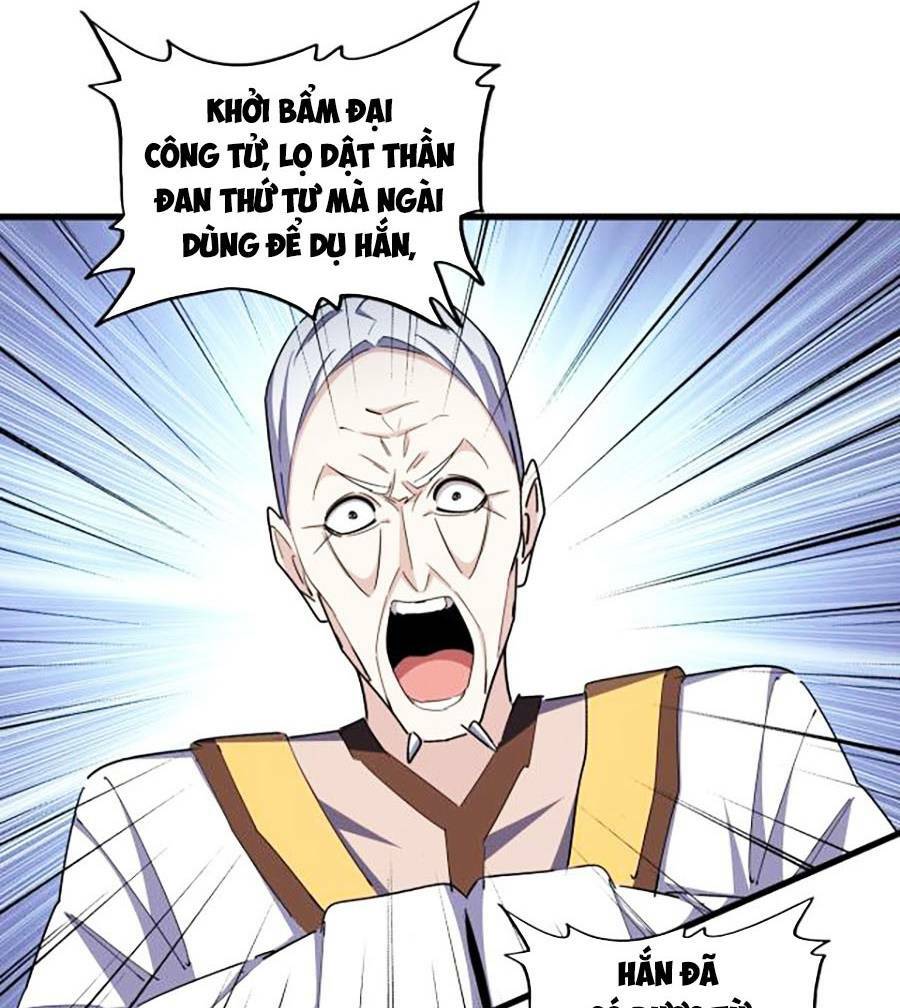 KHỞI BẨM ĐẠI
CÔNG TỬ, LỌ DẬT THẦN
ĐAN THỨ TƯ MÀ NGÀI
DÙNG ĐỂ DỤ HẮN,
HẮN ĐÃ